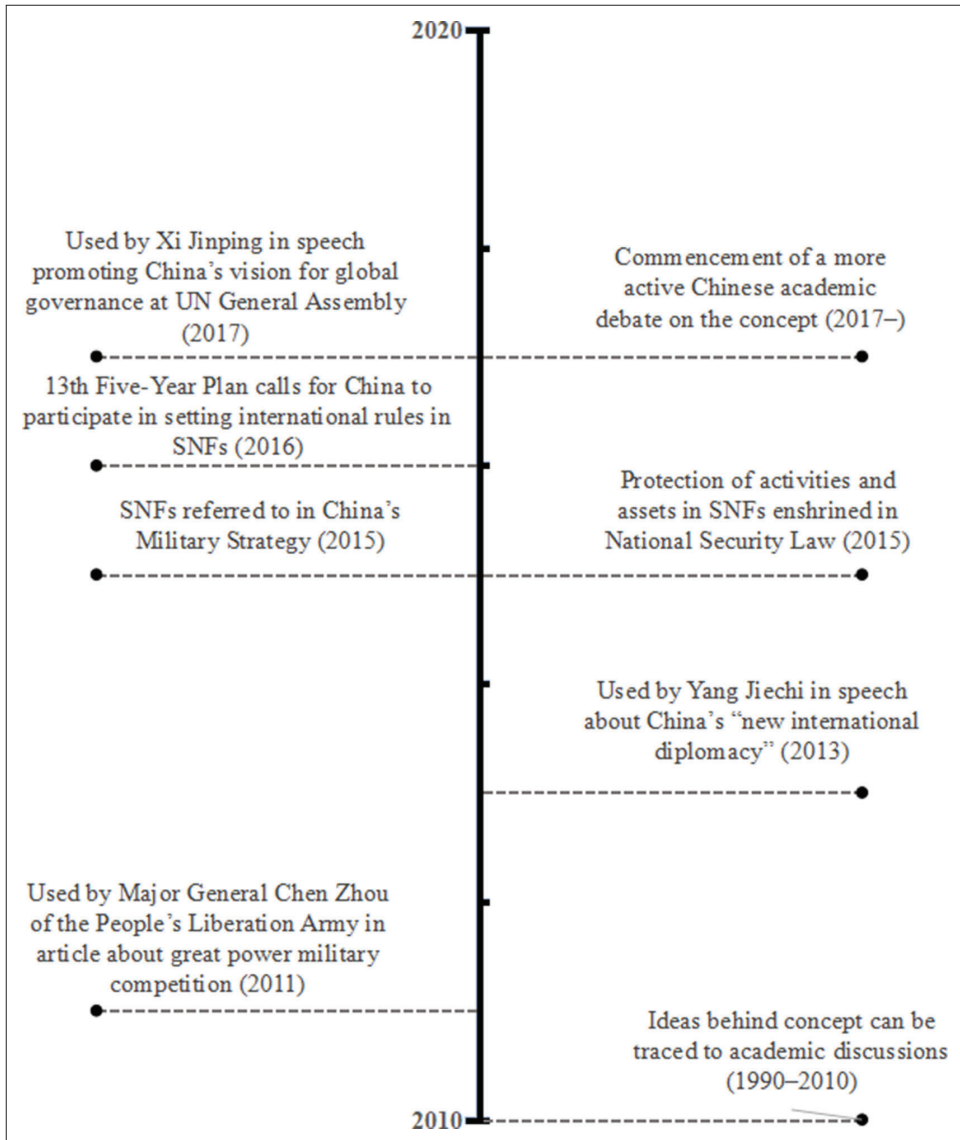 2020
Used by Xi Jinping in speech
promoting China’s vision for global
governance at UN General Assembly
(2017)
Commencement of a more
active Chinese academic
debate on the concept (2017–)
13th Five-Year Plan calls for China to
participate in setting international rules in
SNFs (2016)
SNFs referred to in China’s
Military Strategy (2015)
Protection of activities and
assets in SNFs enshrined in
National Security Law (2015)
Used by Yang Jiechi in speech
about China’s “new international
diplomacy” (2013)
Used by Major General Chen Zhou
of the People’s Liberation Army in
article about great power military
competition (2011)
Ideas behind concept can be
traced to academic discussions
(1990–2010)
2010